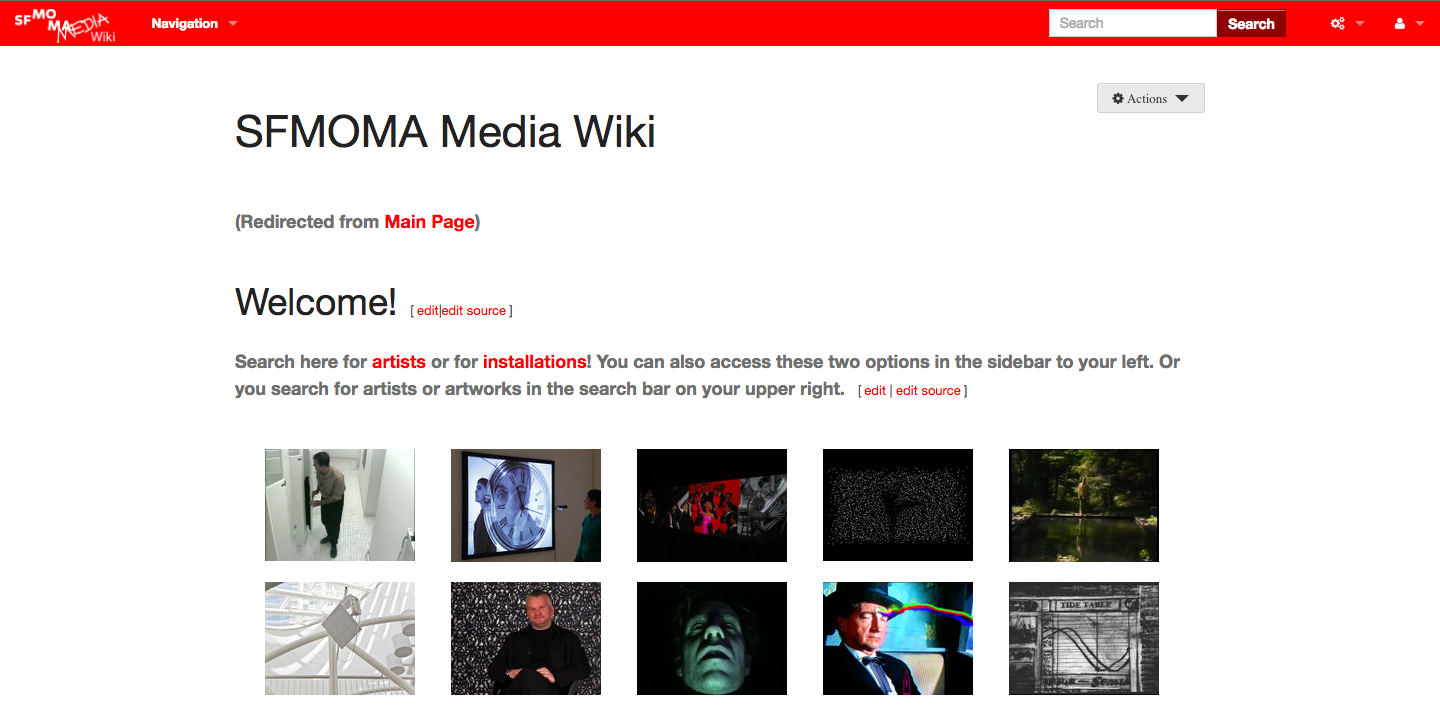 SFMOMA MEDIA Wiki
Navigation
Search
Search
Actions
SFMOMA Media Wiki
(Redirected from Main Page)
Welcome! [ edit|edit source ]
Search here for artists or for installations! You can also access these two options in the sidebar to your left. Or
you search for artists or artworks in the search bar on your upper right. [ edit | edit source ]
TIDE TABLE